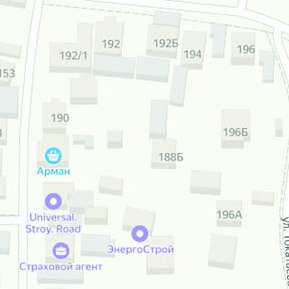 192
192Б
192/1
194
196
153
190
196Б
Арман
188Б
Universal.
Stroy. Road
196А
ЭнергоСтрой
Страховой агент